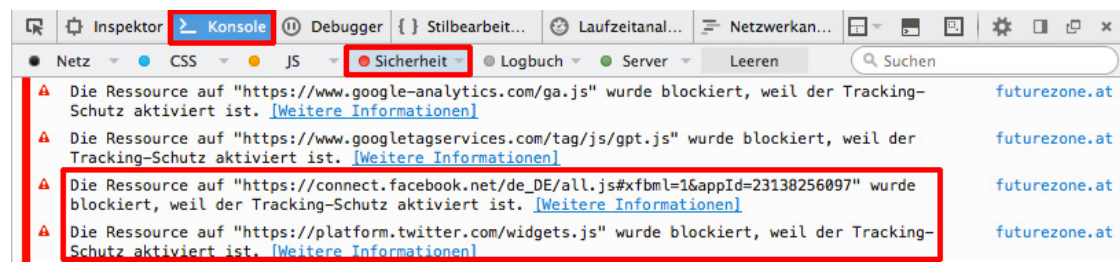 Inspektor Konsole Debugger { } Stilbearbeit... Laufzeitanal... Netzwerkan...
Netz CSS JS Sicherheit Logbuch Server Leeren Suchen
Die Ressource auf "https://www.google-analytics.com/ga.js" wurde blockiert, weil der Tracking- futurezone.at
Schutz aktiviert ist. [Weitere Informationen]
Die Ressource auf "https://www.googletagservices.com/tag/js/gpt.js" wurde blockiert, weil der futurezone.at
Tracking-Schutz aktiviert ist. [Weitere Informationen]
Die Ressource auf "https://connect.facebook.net/de_DE/all.js#xfbml=1&appId=23138256097" wurde futurezone.at
blockiert, weil der Tracking-Schutz aktiviert ist. [Weitere Informationen]
Die Ressource auf "https://platform.twitter.com/widgets.js" wurde blockiert, weil der Tracking- futurezone.at
Schutz aktiviert ist. [Weitere Informationen]